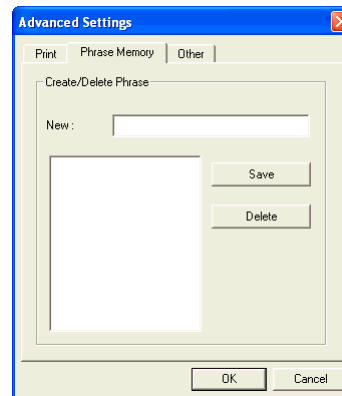 Advanced Settings
Print Phrase Memory Other
Create/Delete Phrase
New :
Save
Delete
OK Cancel